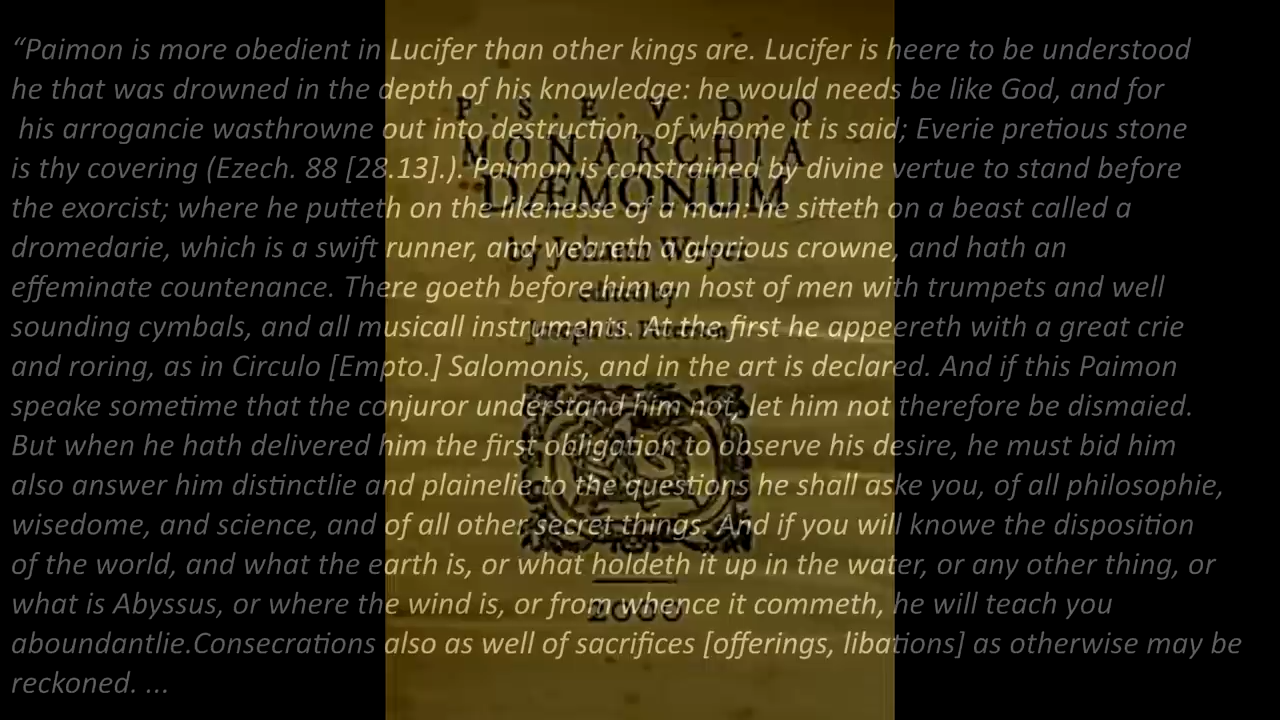 “Paimon is more obedient in Lucifer than other kings are. Lucifer is heere to be understood
he that was drowned in the depth of his knowledge: he would needs be like God, and for
his arrogancie wasthrowne out into destruction, of whome it is said; Everie pretious stone
is thy covering (Ezech. 88 [28.13].). Paimon is constrained by divine vertue to stand before
the exorcist; where he putteth on the likenesse of a man: he sitteth on a beast called a
dromedarie, which is a swift runner, and weareth a glorious crowne, and hath an
effeminate countenance. There goeth before him an host of men with trumpets and well
sounding cymbals, and all musicall instruments. At the first he appeereth with a great crie
and roring, as in Circulo [Empto.] Salomonis, and in the art is declared. And if this Paimon
speake sometime that the conjuror understand him not, let him not therefore be dismaied.
But when he hath delivered him the first obligation to observe his desire, he must bid him
also answer him distinctlie and plainelie to the questions he shall aske you, of all philosophie,
wisedome, and science, and of all other secret things. And if you will knowe the disposition
of the world, and what the earth is, or what holdeth it up in the water, or any other thing, or
what is Abyssus, or where the wind is, or from whence it commeth, he will teach you
aboundantlie.Consecrations also as well of sacrifices [offerings, libations] as otherwise may be
reckoned. ...
P . S . E . V . D . O
MONARCHIA
DÆMONUM
by Johann Weyer
edited by
Joseph H. Peterson
2000